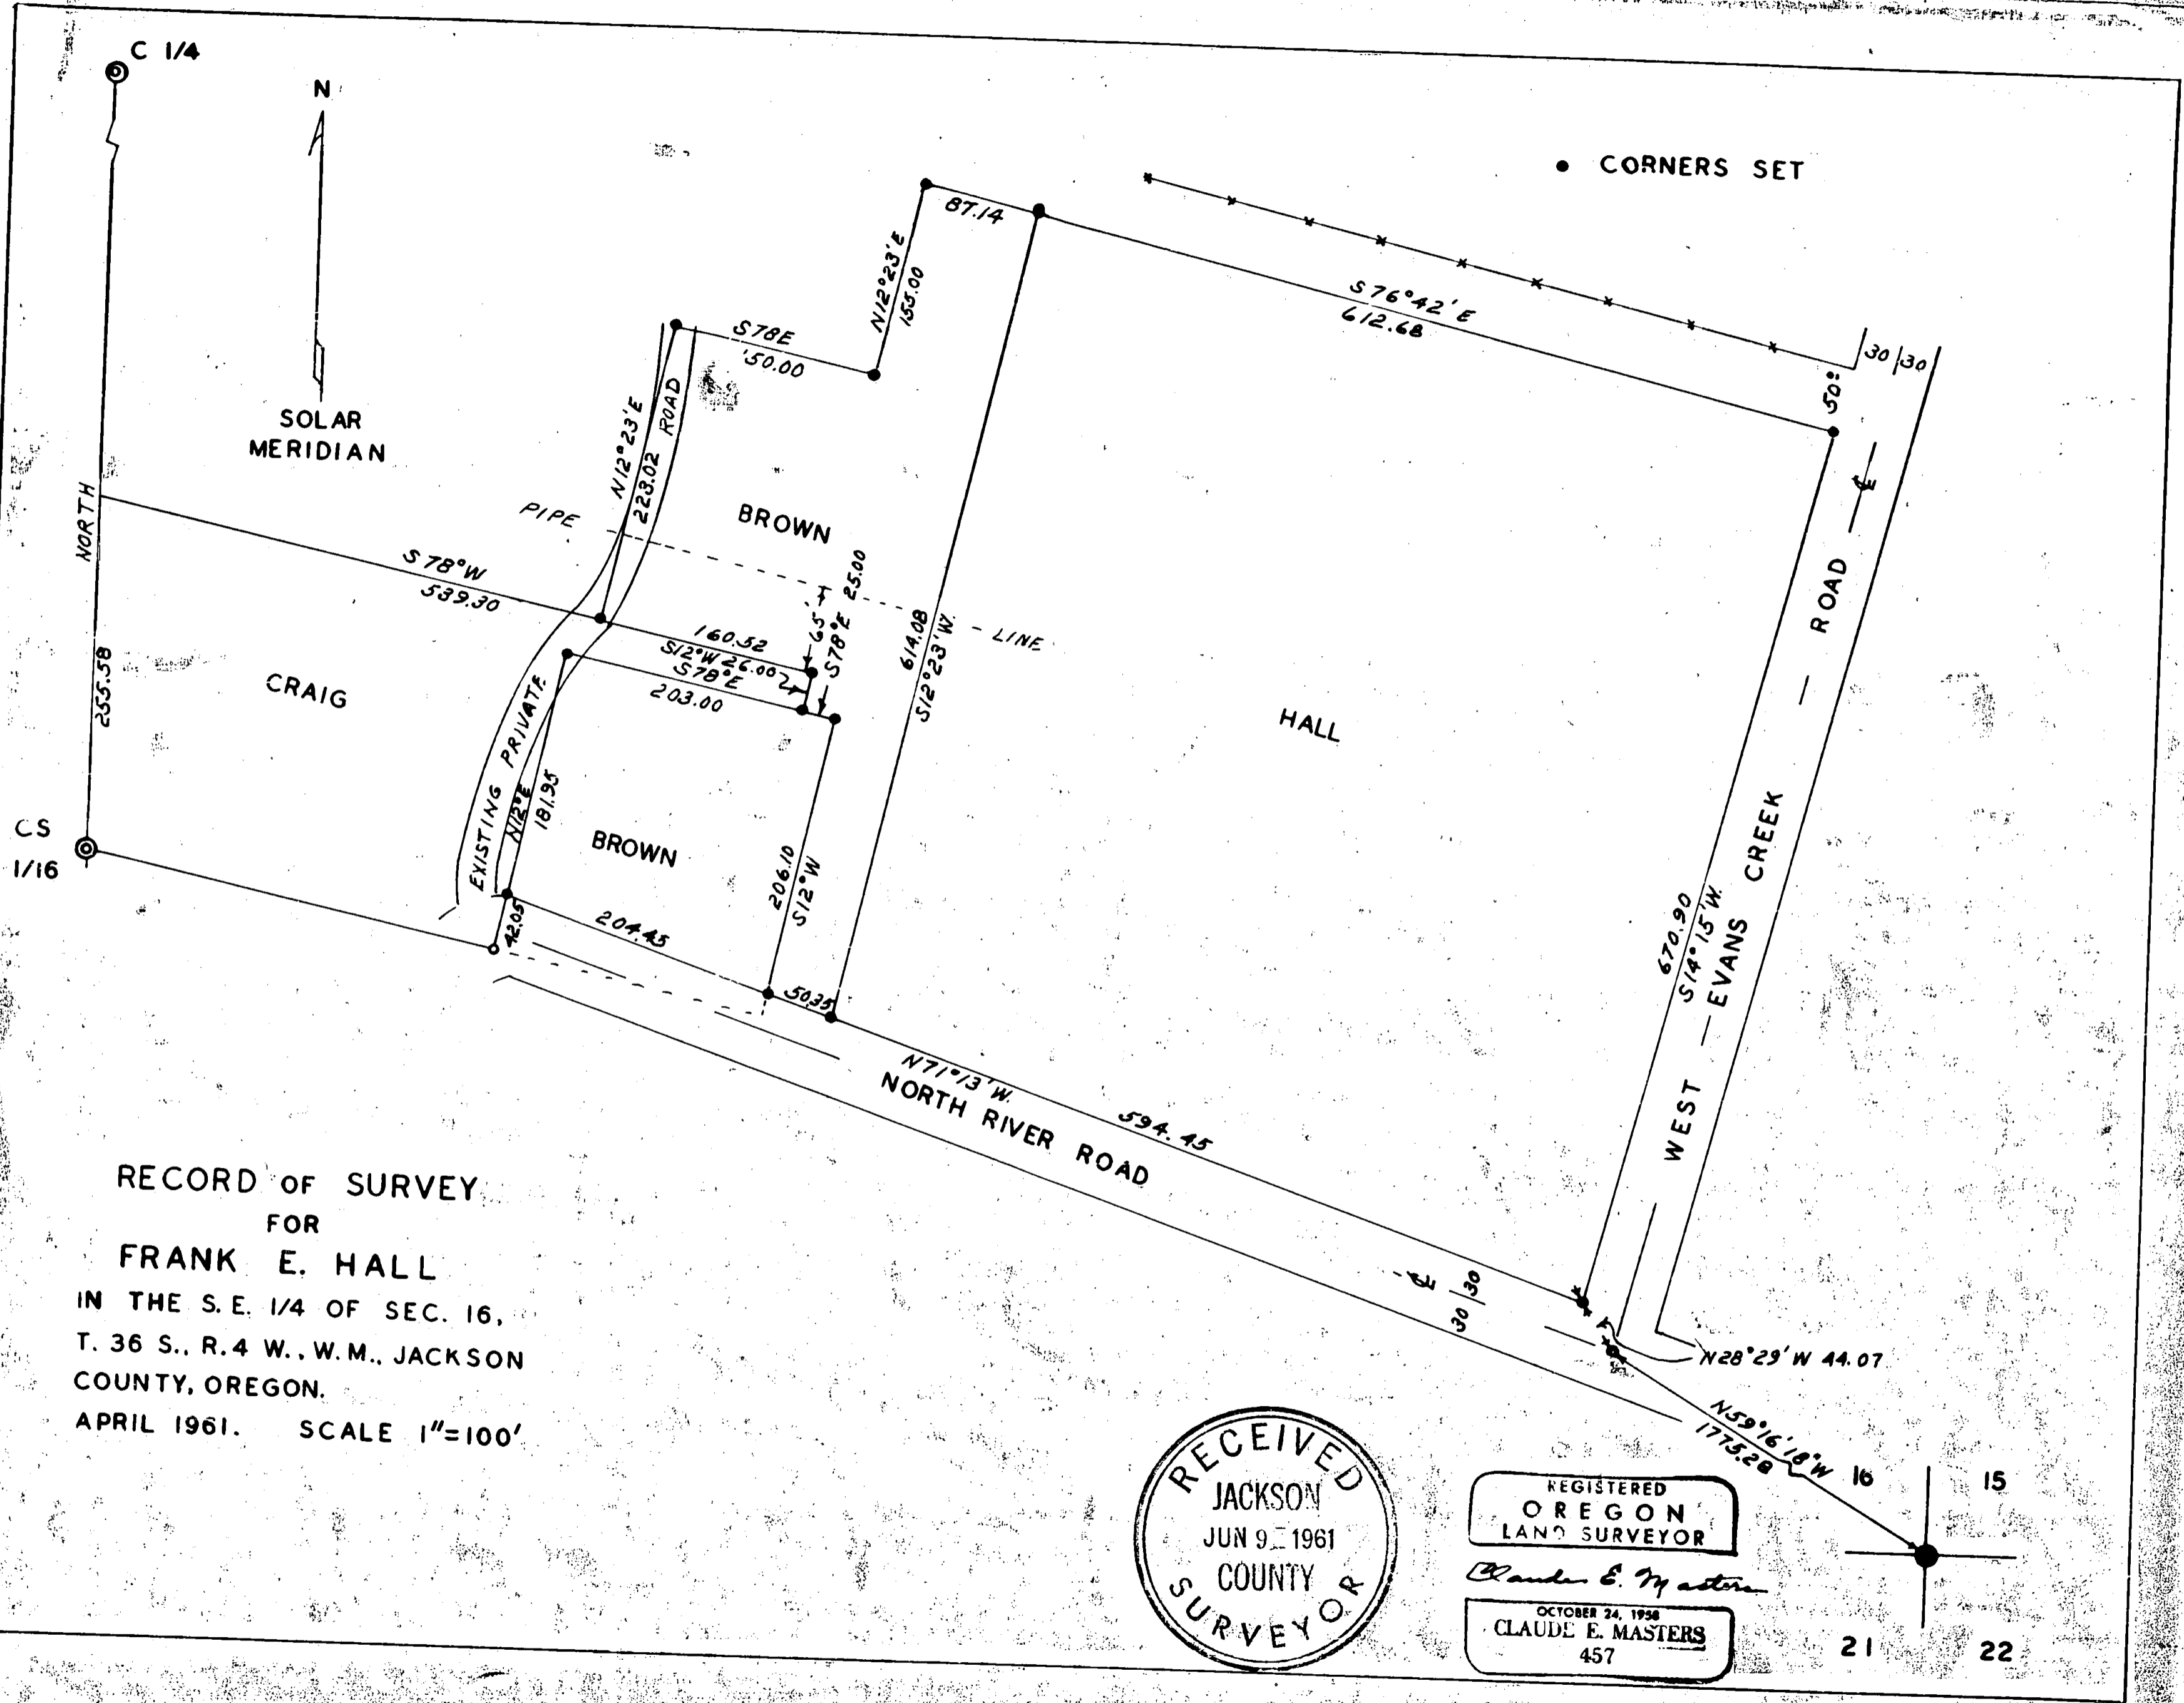 C 1/4
N
SOLAR
MERIDIAN
• CORNERS SET
87.14
N12°23'E
155.00
S78E
150.00
S 76°42' E
612.68
30 | 30
50±
N12°23'E
223.02
ROAD
PIPE
BROWN
NORTH
S 78°W
539.30
65'
S78°E 25.00
160.52
S12°W 26.00
S78°E
203.00
614.08
S12°23'W.
LINE
255.58
CRAIG
HALL
EXISTING PRIVATE
N12°E
181.95
CS
1/16
BROWN
206.10
S12°W
42.05
204.45
50.35
670.90
S14°15'W.
WEST EVANS CREEK ROAD
℄
N71°13'W.
594.45
NORTH RIVER ROAD
℄
30 | 30
N28°29'W 44.07
N59°16'18"W
1775.28
16
15
21
22
RECORD OF SURVEY
FOR
FRANK E. HALL
IN THE S.E. 1/4 OF SEC. 16,
T. 36 S., R.4 W., W.M., JACKSON
COUNTY, OREGON.
APRIL 1961. SCALE 1"=100'
RECEIVED
JACKSON
JUN 9 - 1961
COUNTY
SURVEYOR
REGISTERED
OREGON
LAND SURVEYOR
Claude E. Masters
OCTOBER 24, 1958
CLAUDE E. MASTERS
457